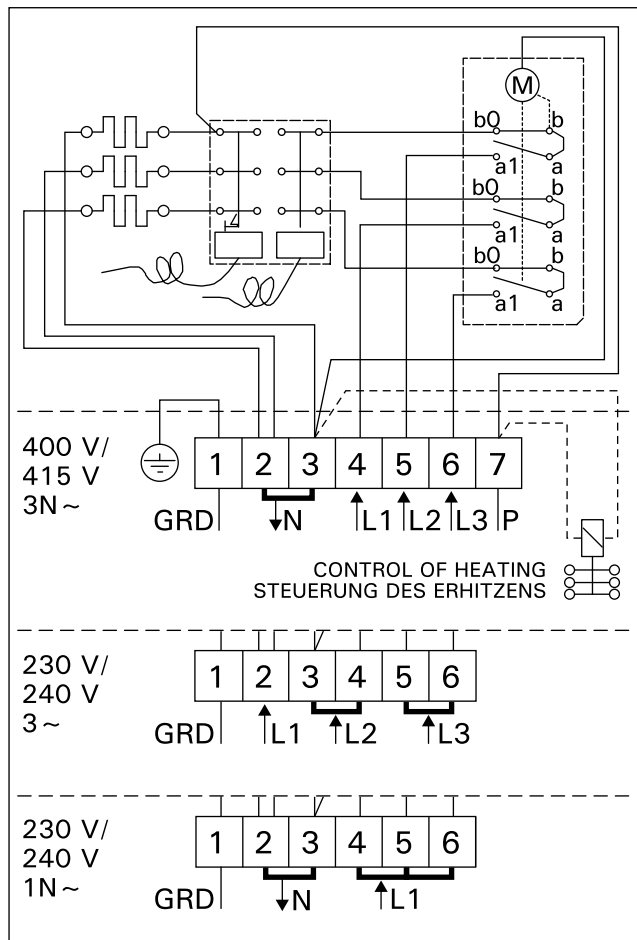 M
b0 b
a1 a
b0 b
a1 a
b0 b
a1 a
400 V/
415 V
3N~
1 2 3 4 5 6 7
GRD N L1 L2 L3 P
CONTROL OF HEATING
STEUERUNG DES ERHITZENS
230 V/
240 V
3~
1 2 3 4 5 6
GRD L1 L2 L3
230 V/
240 V
1N~
1 2 3 4 5 6
GRD N L1